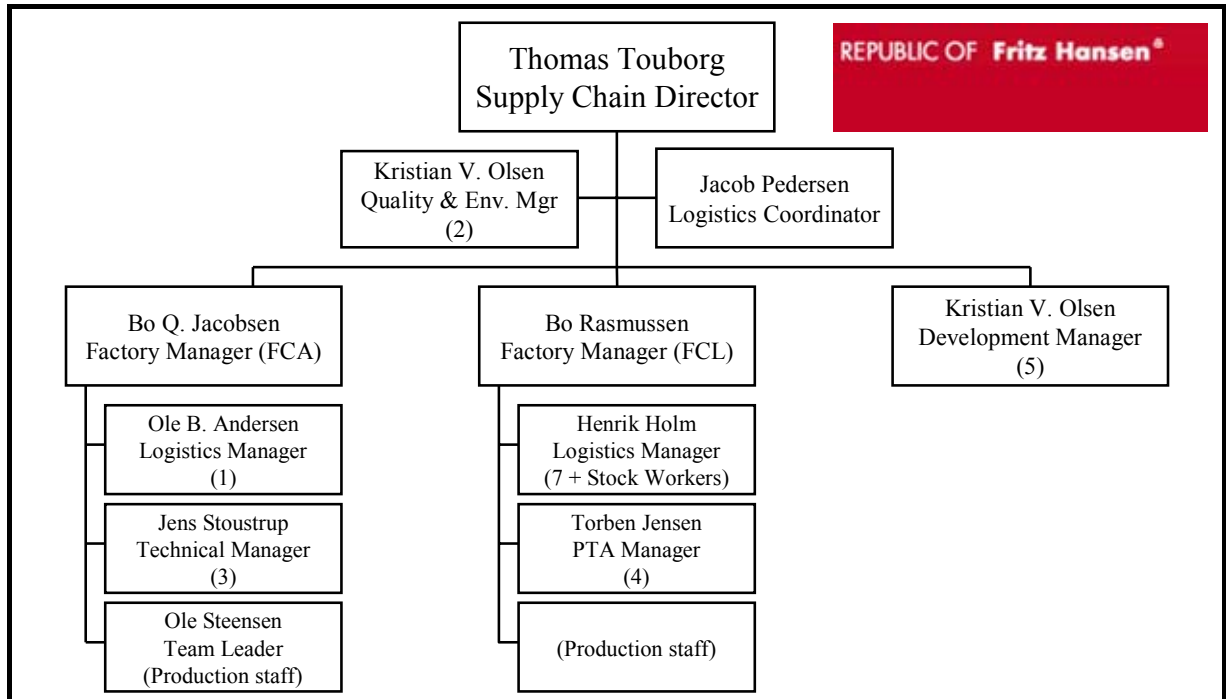 Thomas Touborg
Supply Chain Director
REPUBLIC OF Fritz Hansen®
Kristian V. Olsen
Quality & Env. Mgr
(2)
Jacob Pedersen
Logistics Coordinator
Bo Q. Jacobsen
Factory Manager (FCA)
Bo Rasmussen
Factory Manager (FCL)
Kristian V. Olsen
Development Manager
(5)
Ole B. Andersen
Logistics Manager
(1)
Henrik Holm
Logistics Manager
(7 + Stock Workers)
Jens Stoustrup
Technical Manager
(3)
Torben Jensen
PTA Manager
(4)
Ole Steensen
Team Leader
(Production staff)
(Production staff)